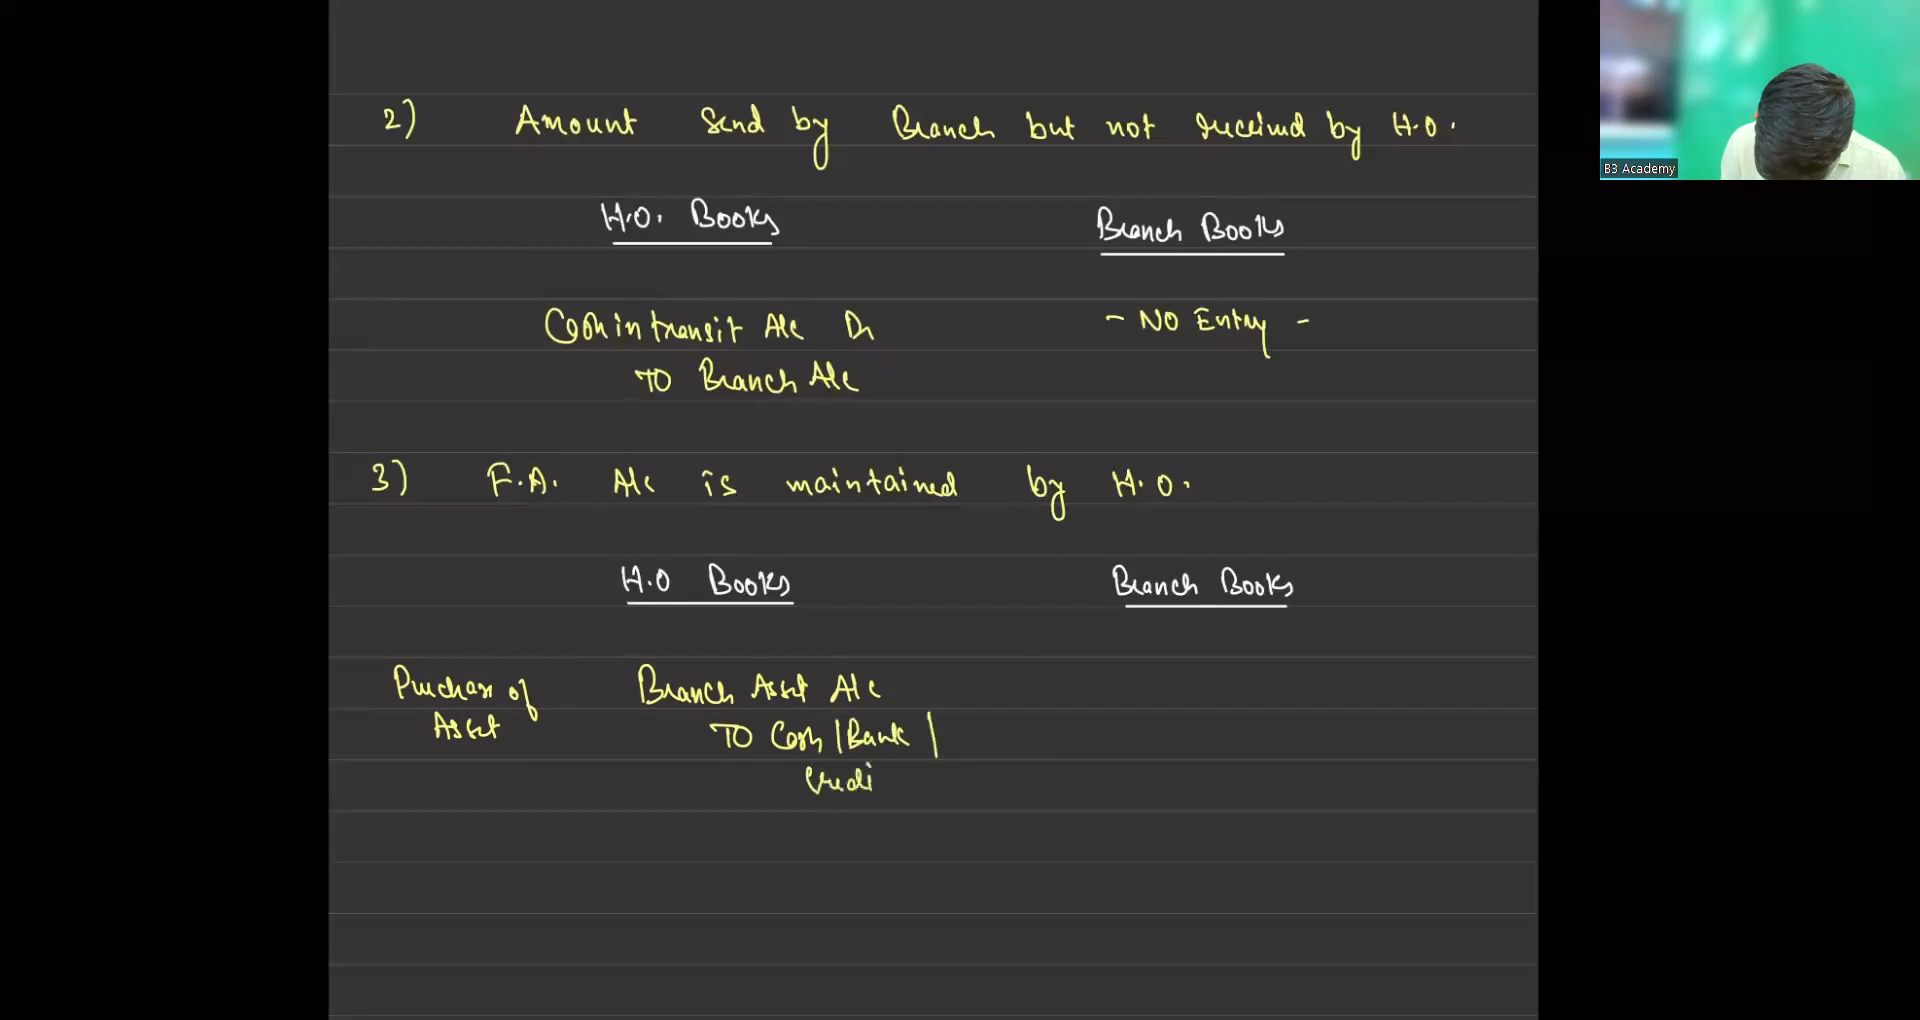 2) Amount Send by Branch but not received by H.O.
B3 Academy
H.O. Books Branch Books
Cash in transit A/c Dr - No Entry -
To Branch A/c
3) F.A. A/c is maintained by H.O.
H.O Books Branch Books
Purchase of Branch Asset A/c
Asset To Cash | Bank |
Credi